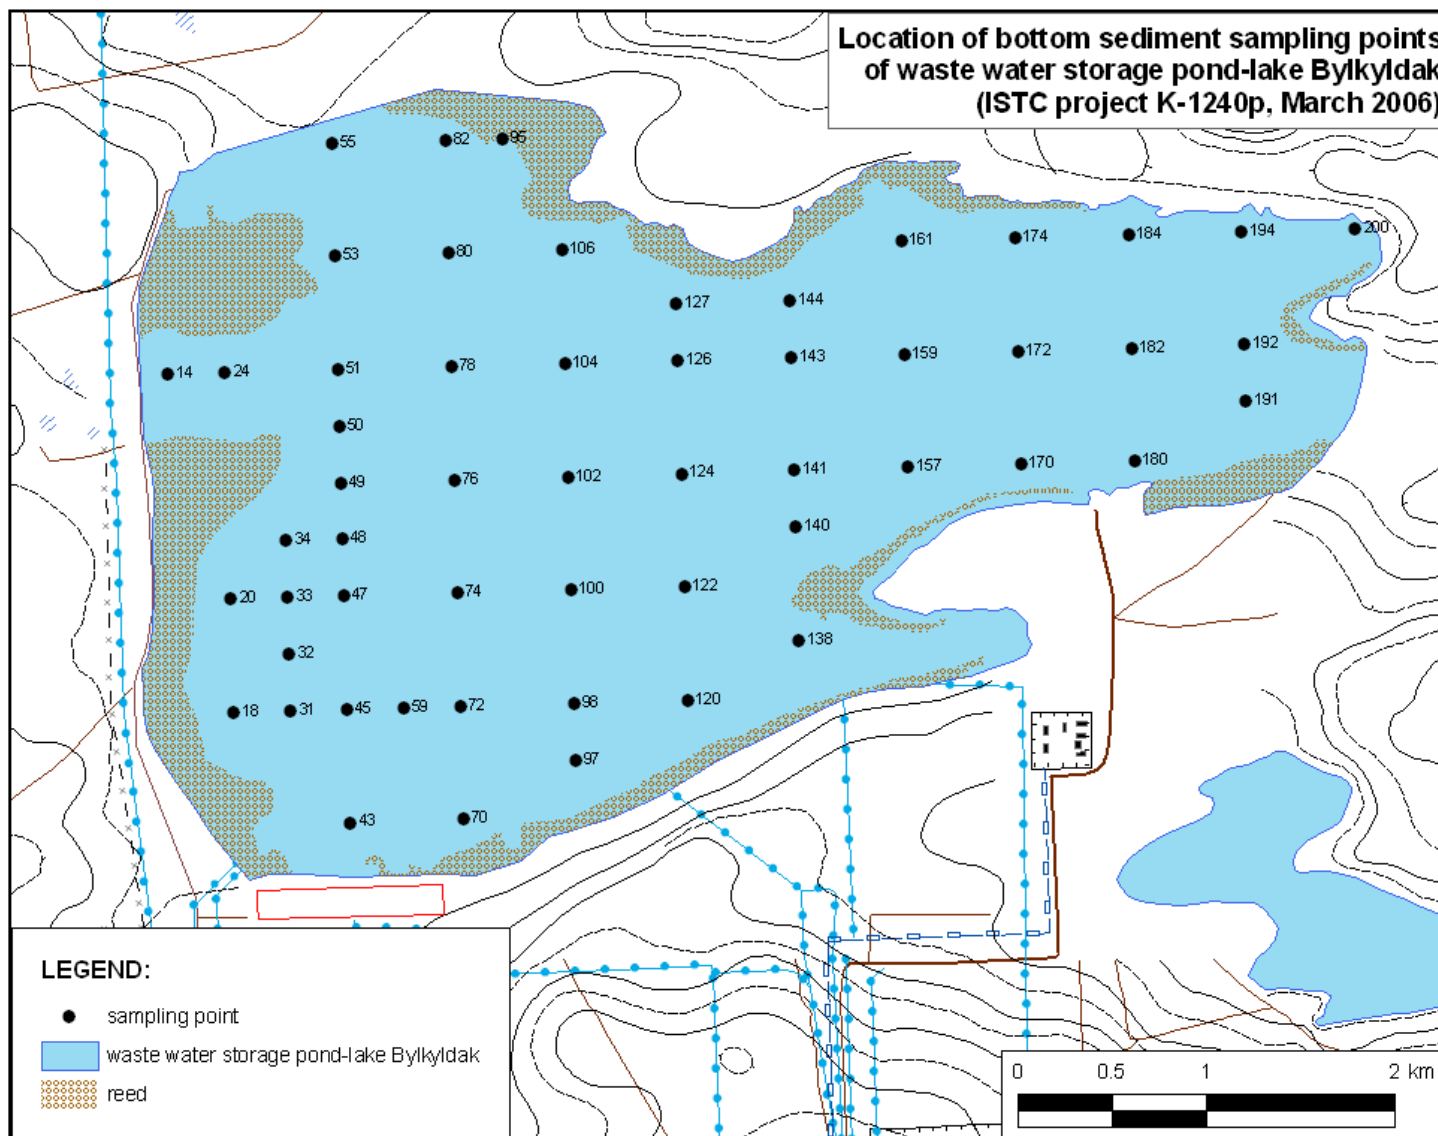 Location of bottom sediment sampling points
of waste water storage pond-lake Bylkyldak
(ISTC project K-1240p, March 2006)
55 82 95
53 80 106 161 174 184 194 200
127 144
14 24 51 78 104 126 143 159 172 182 192
50 191
49 76 102 124 141 157 170 180
34 48 140
20 33 47 74 100 122
32 138
18 31 45 59 72 98 120
97
43 70
LEGEND:
sampling point
waste water storage pond-lake Bylkyldak
reed
0 0.5 1 2 km